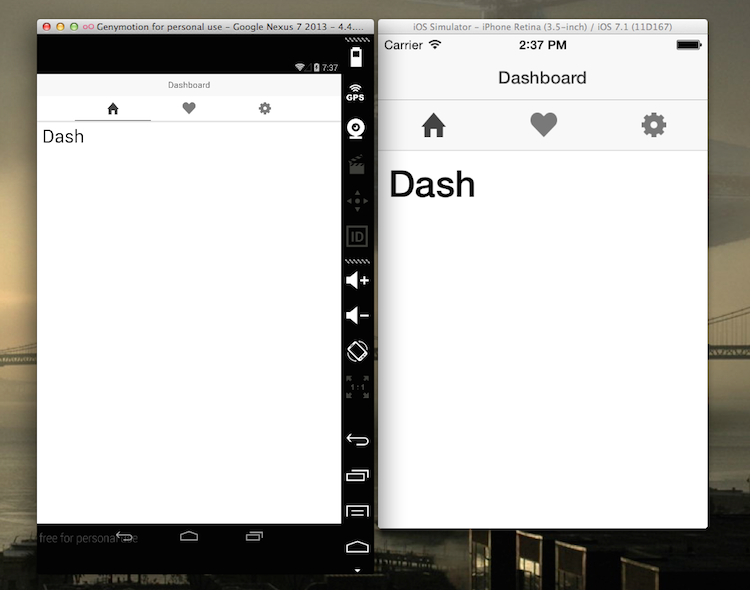 Genymotion for personal use - Google Nexus 7 2013 - 4.4....
7:37
Dashboard
Dash
free for personal use
GPS
ID
1:1
iOS Simulator - iPhone Retina (3.5-inch) / iOS 7.1 (11D167)
Carrier 2:37 PM
Dashboard
Dash